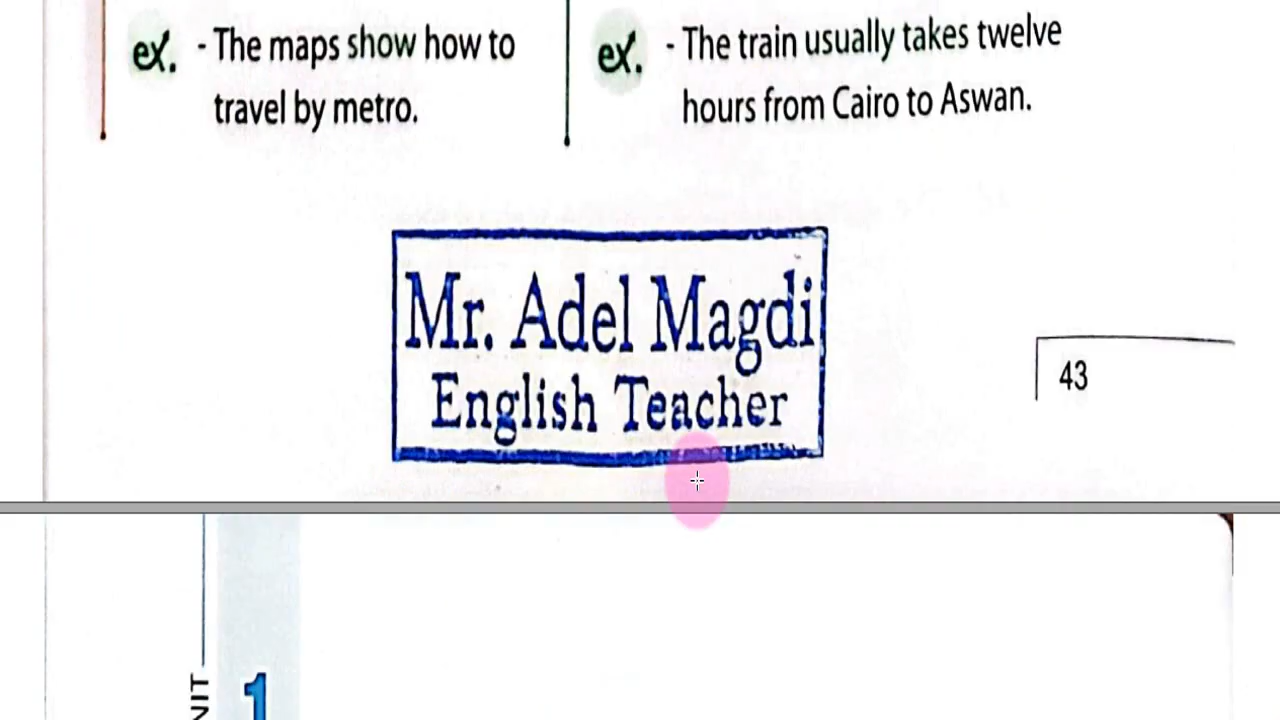 ex. - The maps show how to
travel by metro.
ex. - The train usually takes twelve
hours from Cairo to Aswan.
Mr. Adel Magdi
English Teacher
43
1